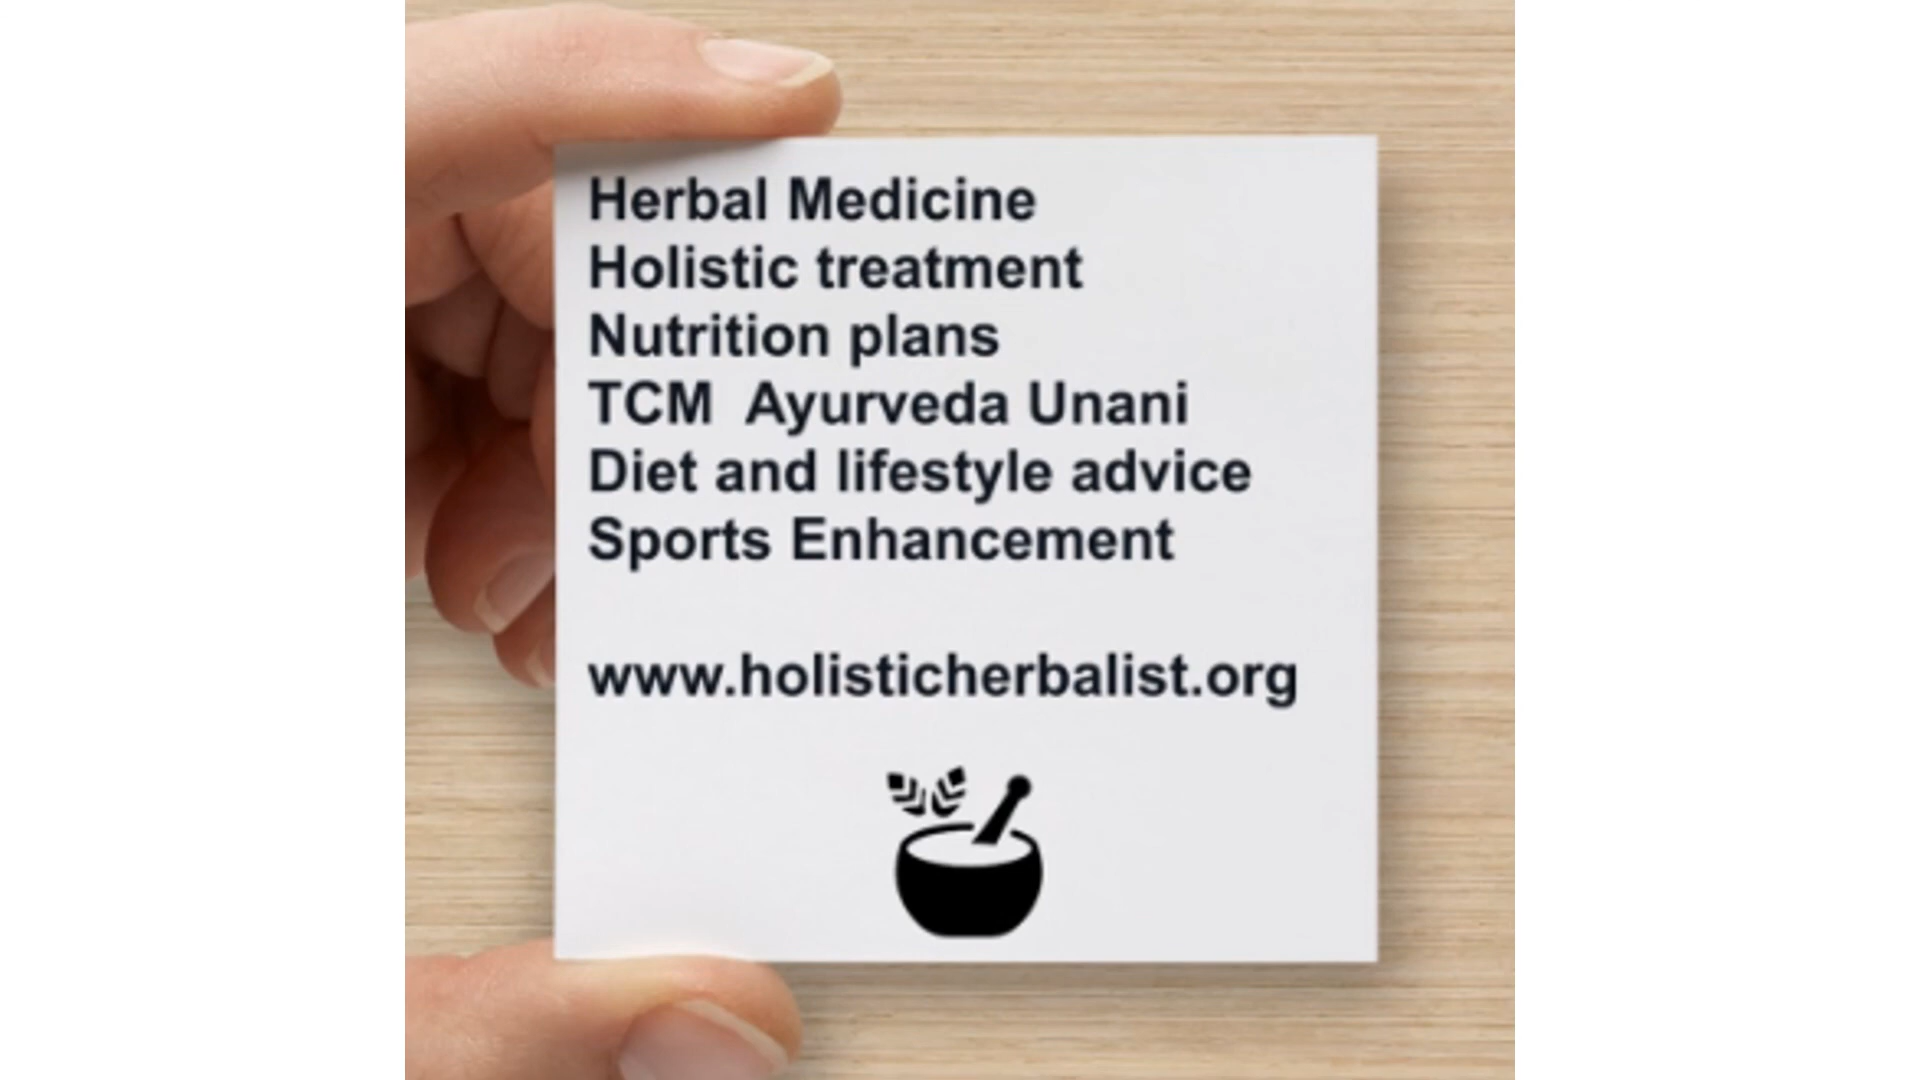 Herbal Medicine
Holistic treatment
Nutrition plans
TCM  Ayurveda Unani
Diet and lifestyle advice
Sports Enhancement
www.holisticherbalist.org